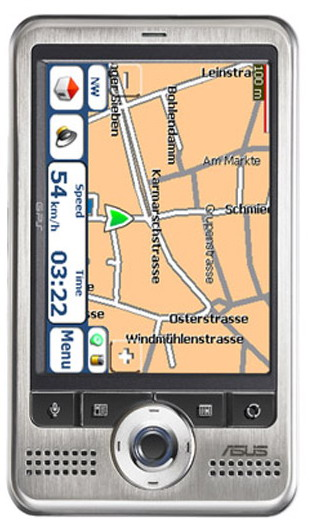 Leinstra
100 m
NW
Bohlendamm
Am Markte
Karmarschstrasse
Schmie
Speed
54 km/h
Time
03:22
Osterstrasse
Windmühlenstrasse
Menu
ASUS